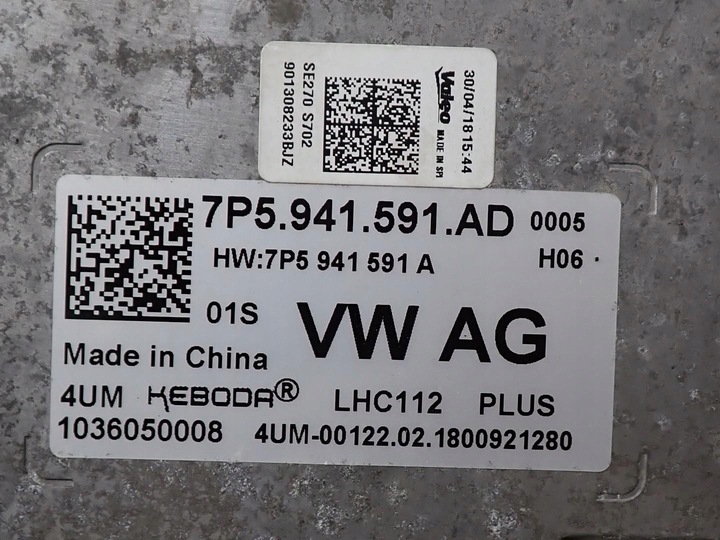 30/04/18 15:44
Valeo MADE IN
SE270 S702
901308233BJZ
7P5.941.591.AD 0005
HW:7P5 941 591 A H06
01S VW AG
Made in China
4UM KEBODA® LHC112 PLUS
1036050008 4UM-00122.02.1800921280